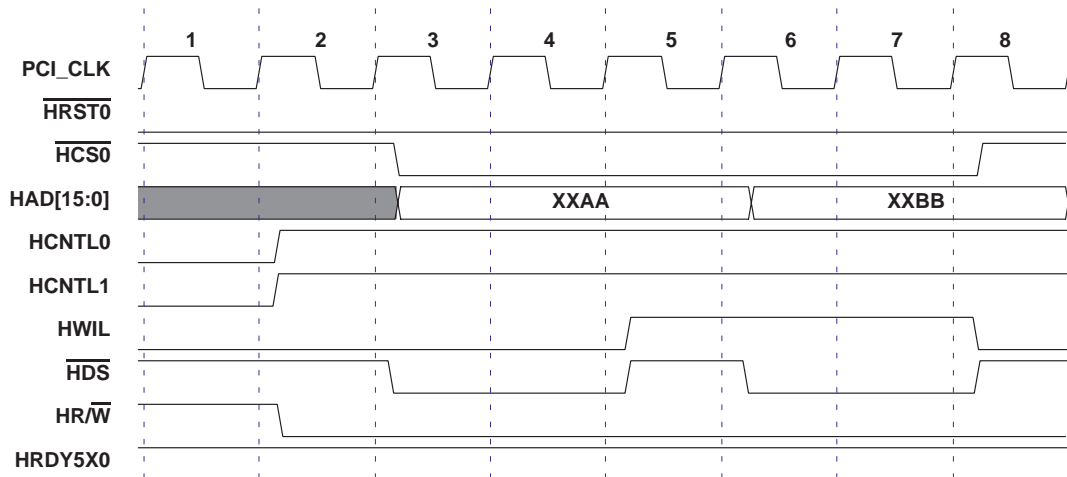 1 2 3 4 5 6 7 8
PCI_CLK
HRST0
HCS0
HAD[15:0] XXAA XXBB
HCNTL0
HCNTL1
HWIL
HDS
HR/W
HRDY5X0